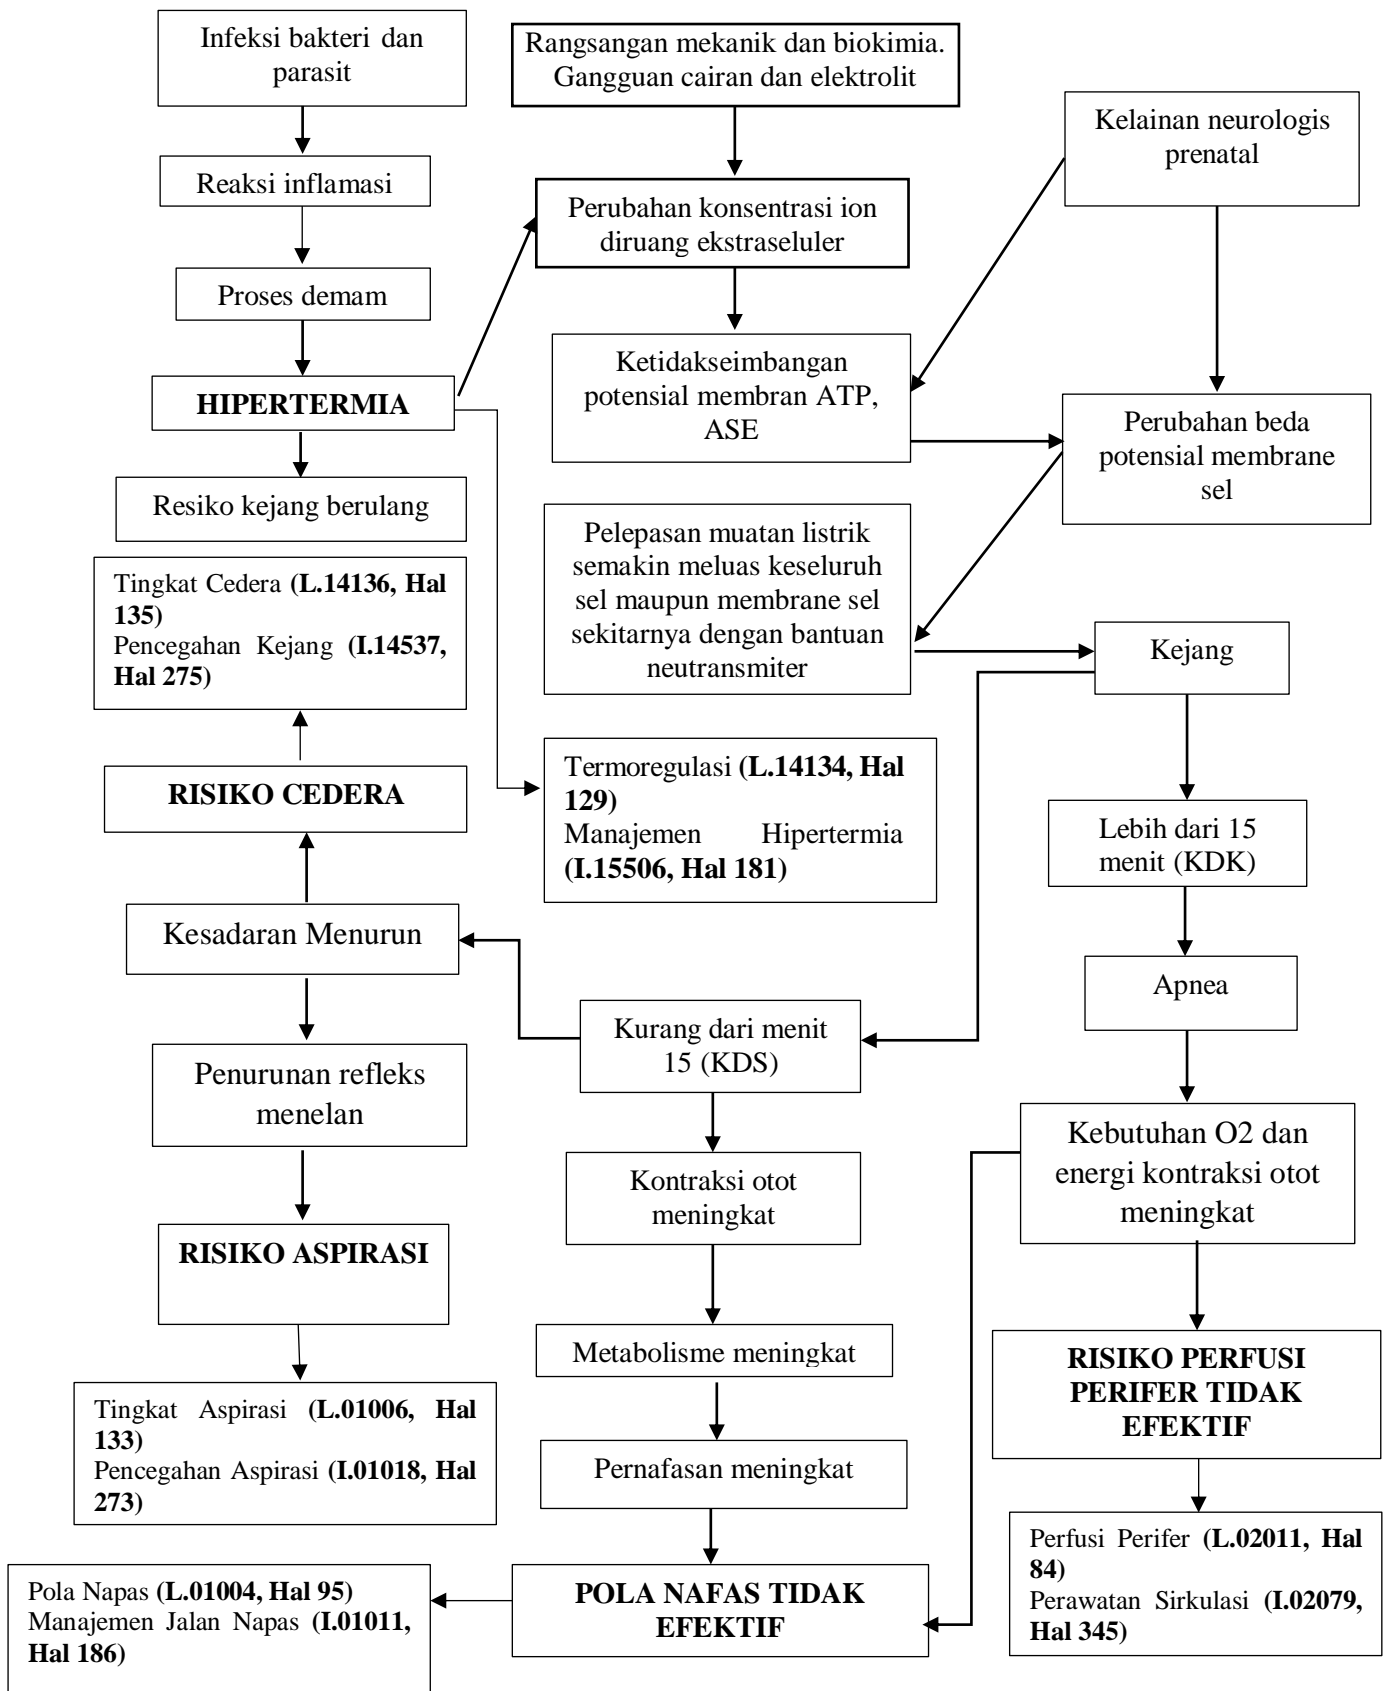 Infeksi bakteri dan
parasit
Rangsangan mekanik dan biokimia.
Gangguan cairan dan elektrolit
Kelainan neurologis
prenatal
Reaksi inflamasi
Perubahan konsentrasi ion
diruang ekstraseluler
Proses demam
Ketidakseimbangan
potensial membran ATP,
ASE
HIPERTERMIA
Perubahan beda
potensial membrane
sel
Resiko kejang berulang
Pelepasan muatan listrik
semakin meluas keseluruh
sel maupun membrane sel
sekitarnya dengan bantuan
neutransmiter
Tingkat Cedera (L.14136, Hal
135)
Pencegahan Kejang (I.14537,
Hal 275)
Kejang
RISIKO CEDERA
Termoregulasi (L.14134, Hal
129)
Manajemen Hipertermia
(I.15506, Hal 181)
Lebih dari 15
menit (KDK)
Kesadaran Menurun
Apnea
Kurang dari menit
15 (KDS)
Penurunan refleks
menelan
Kebutuhan O2 dan
energi kontraksi otot
meningkat
Kontraksi otot
meningkat
RISIKO ASPIRASI
Metabolisme meningkat
RISIKO PERFUSI
PERIFER TIDAK
EFEKTIF
Tingkat Aspirasi (L.01006, Hal
133)
Pencegahan Aspirasi (I.01018, Hal
273)
Pernafasan meningkat
Perfusi Perifer (L.02011, Hal
84)
Perawatan Sirkulasi (I.02079,
Hal 345)
Pola Napas (L.01004, Hal 95)
Manajemen Jalan Napas (I.01011,
Hal 186)
POLA NAFAS TIDAK
EFEKTIF